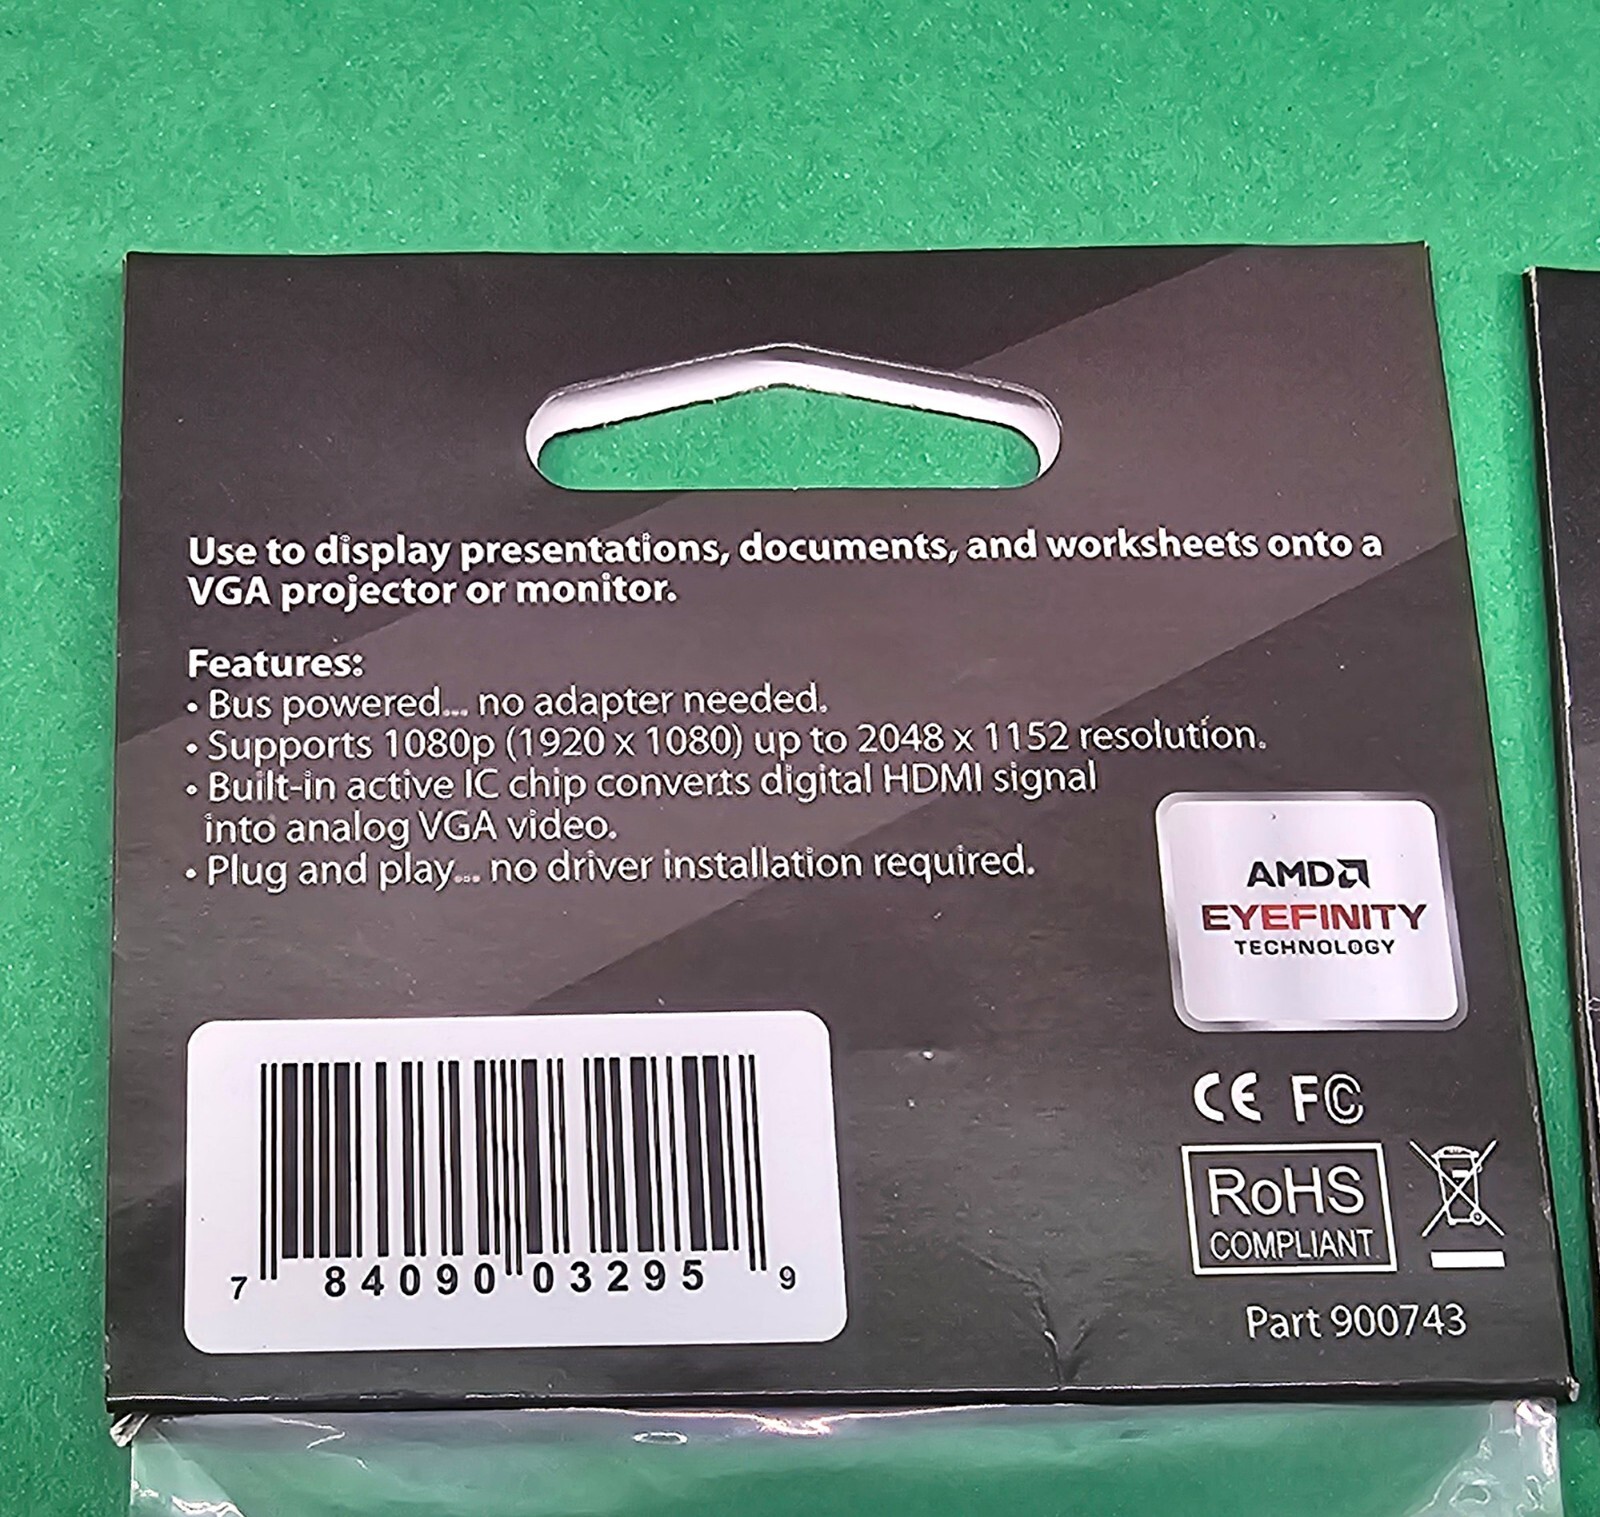 Use to display presentations, documents, and worksheets onto a
VGA projector or monitor.
Features:
• Bus powered... no adapter needed.
• Supports 1080p (1920 x 1080) up to 2048 x 1152 resolution.
• Built-in active IC chip converts digital HDMI signal
into analog VGA video.
• Plug and play... no driver installation required.
AMD
EYEFINITY
TECHNOLOGY
CE FC
RoHS
COMPLIANT
7 84090 03295 9
Part 900743